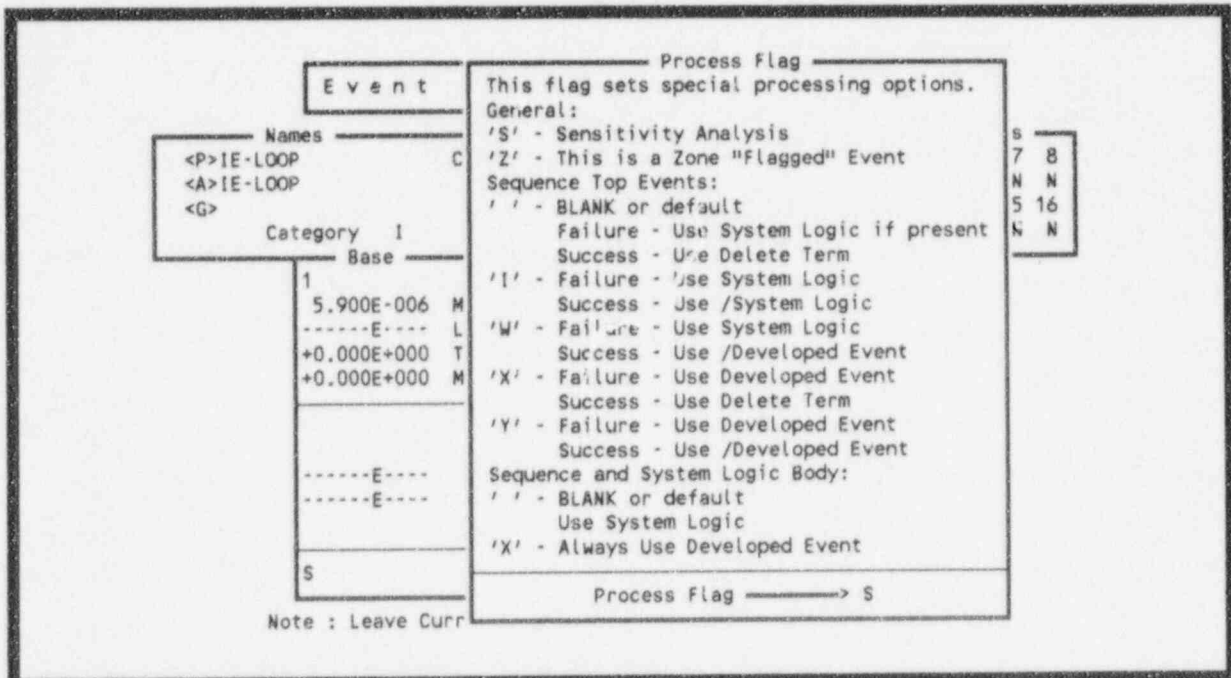 Process Flag
Event
This flag sets special processing options.
General:
Names
'S' - Sensitivity Analysis
s
<P>IE-LOOP C
'Z' - This is a Zone "Flagged" Event
7 8
<A>IE-LOOP
Sequence Top Events:
N N
<G>
' ' - BLANK or default
5 16
Failure - Use System Logic if present
N N
Category I
Success - Use Delete Term
Base
'I' - Failure - Use System Logic
1
Success - Use /System Logic
5.900E-006 M
'W' - Failure - Use System Logic
------E---- L
Success - Use /Developed Event
+0.000E+000 T
'X' - Failure - Use Developed Event
+0.000E+000 M
Success - Use Delete Term
'Y' - Failure - Use Developed Event
Success - Use /Developed Event
------E----
Sequence and System Logic Body:
------E----
' ' - BLANK or default
Use System Logic
'X' - Always Use Developed Event
S
Process Flag ————> S
Note : Leave Curr